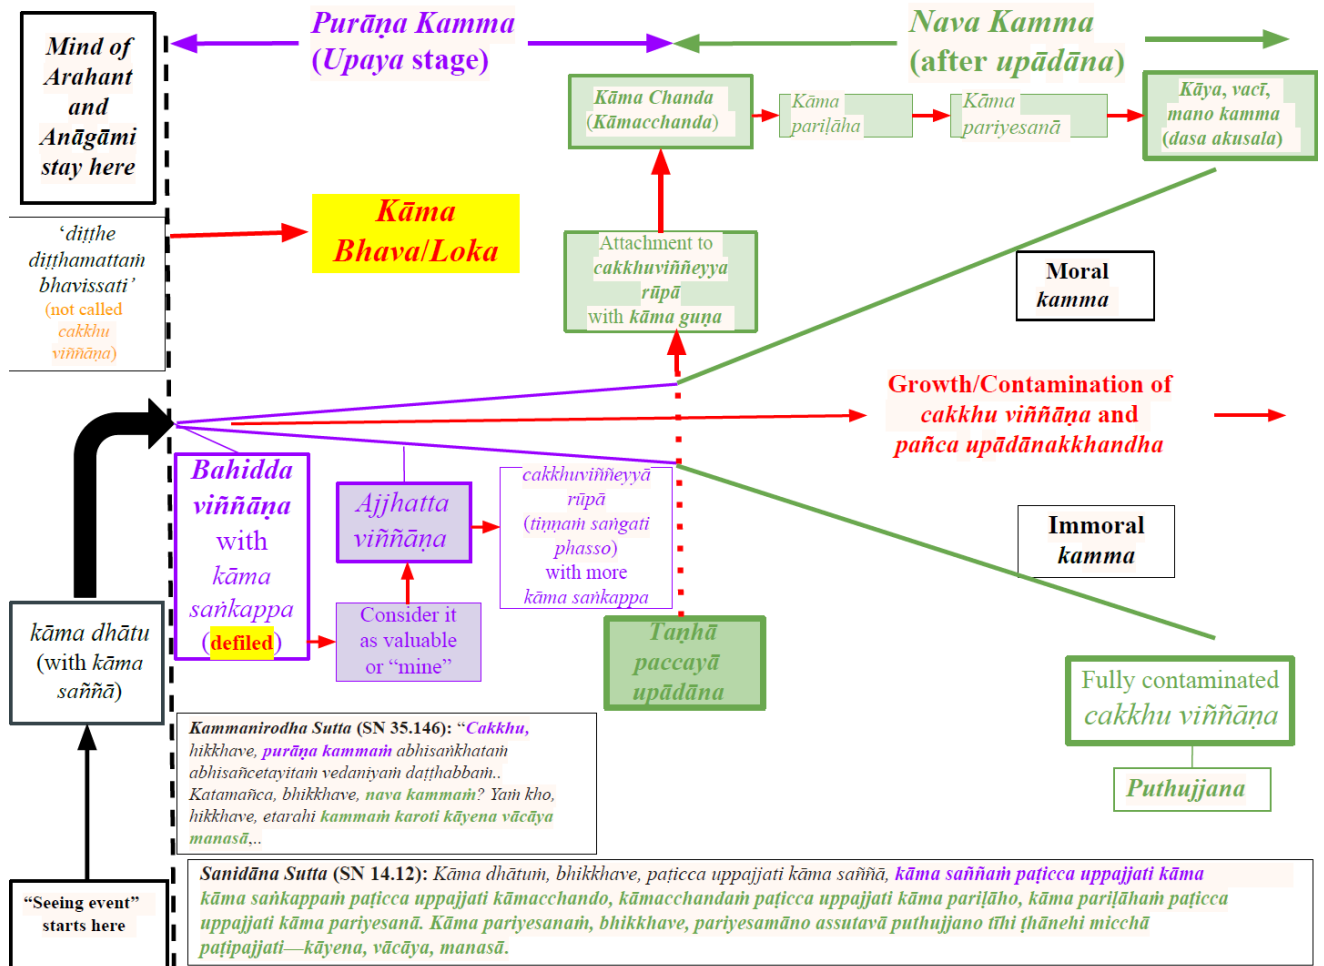 Mind of
Arahant
and
Anāgāmi
stay here
Purāṇa Kamma
(Upaya stage)
Nava Kamma
(after upādāna)
Kāma Chanda
(Kāmacchanda)
Kāma
pariḷāha
Kāma
pariyesanā
Kāya, vacī,
mano kamma
(dasa akusala)
‘diṭṭhe
diṭṭhamattaṁ
bhavissati’
(not called
cakkhu
viññāṇa)
Kāma
Bhava/Loka
Attachment to
cakkhuviññeyya
rūpā
with kāma guṇa
Moral
kamma
Growth/Contamination of
cakkhu viññāṇa and
pañca upādānakkhandha
Bahidda
viññāṇa
with
kāma
saṅkappa
(defiled)
Ajjhatta
viññāṇa
cakkhuviññeyyā
rūpā
(tiṇṇaṁ saṅgati
phasso)
with more
kāma saṅkappa
Consider it
as valuable
or “mine”
Immoral
kamma
kāma dhātu
(with kāma
saññā)
Taṇhā
paccayā
upādāna
Fully contaminated
cakkhu viññāṇa
Puthujjana
Kammanirodha Sutta (SN 35.146): “Cakkhu,
hikkhave, purāṇa kammaṁ abhisaṅkhataṁ
abhisañcetayitaṁ vedaniyaṁ daṭṭhabbaṁ..
Katamañca, bhikkhave, nava kammaṁ? Yaṁ kho,
hikkhave, etarahi kammaṁ karoti kāyena vācāya
manasā,..
“Seeing event”
starts here
Sanidāna Sutta (SN 14.12): Kāma dhātuṁ, bhikkhave, paṭicca uppajjati kāma saññā, kāma saññaṁ paṭicca uppajjati kāma
kāma saṅkappaṁ paṭicca uppajjati kāmacchando, kāmacchandaṁ paṭicca uppajjati kāma pariḷāho, kāma pariḷāhaṁ paṭicca
uppajjati kāma pariyesanā. Kāma pariyesanaṁ, bhikkhave, pariyesamāno assutavā puthujjano tīhi ṭhānehi micchā
paṭipajjati—kāyena, vācāya, manasā.